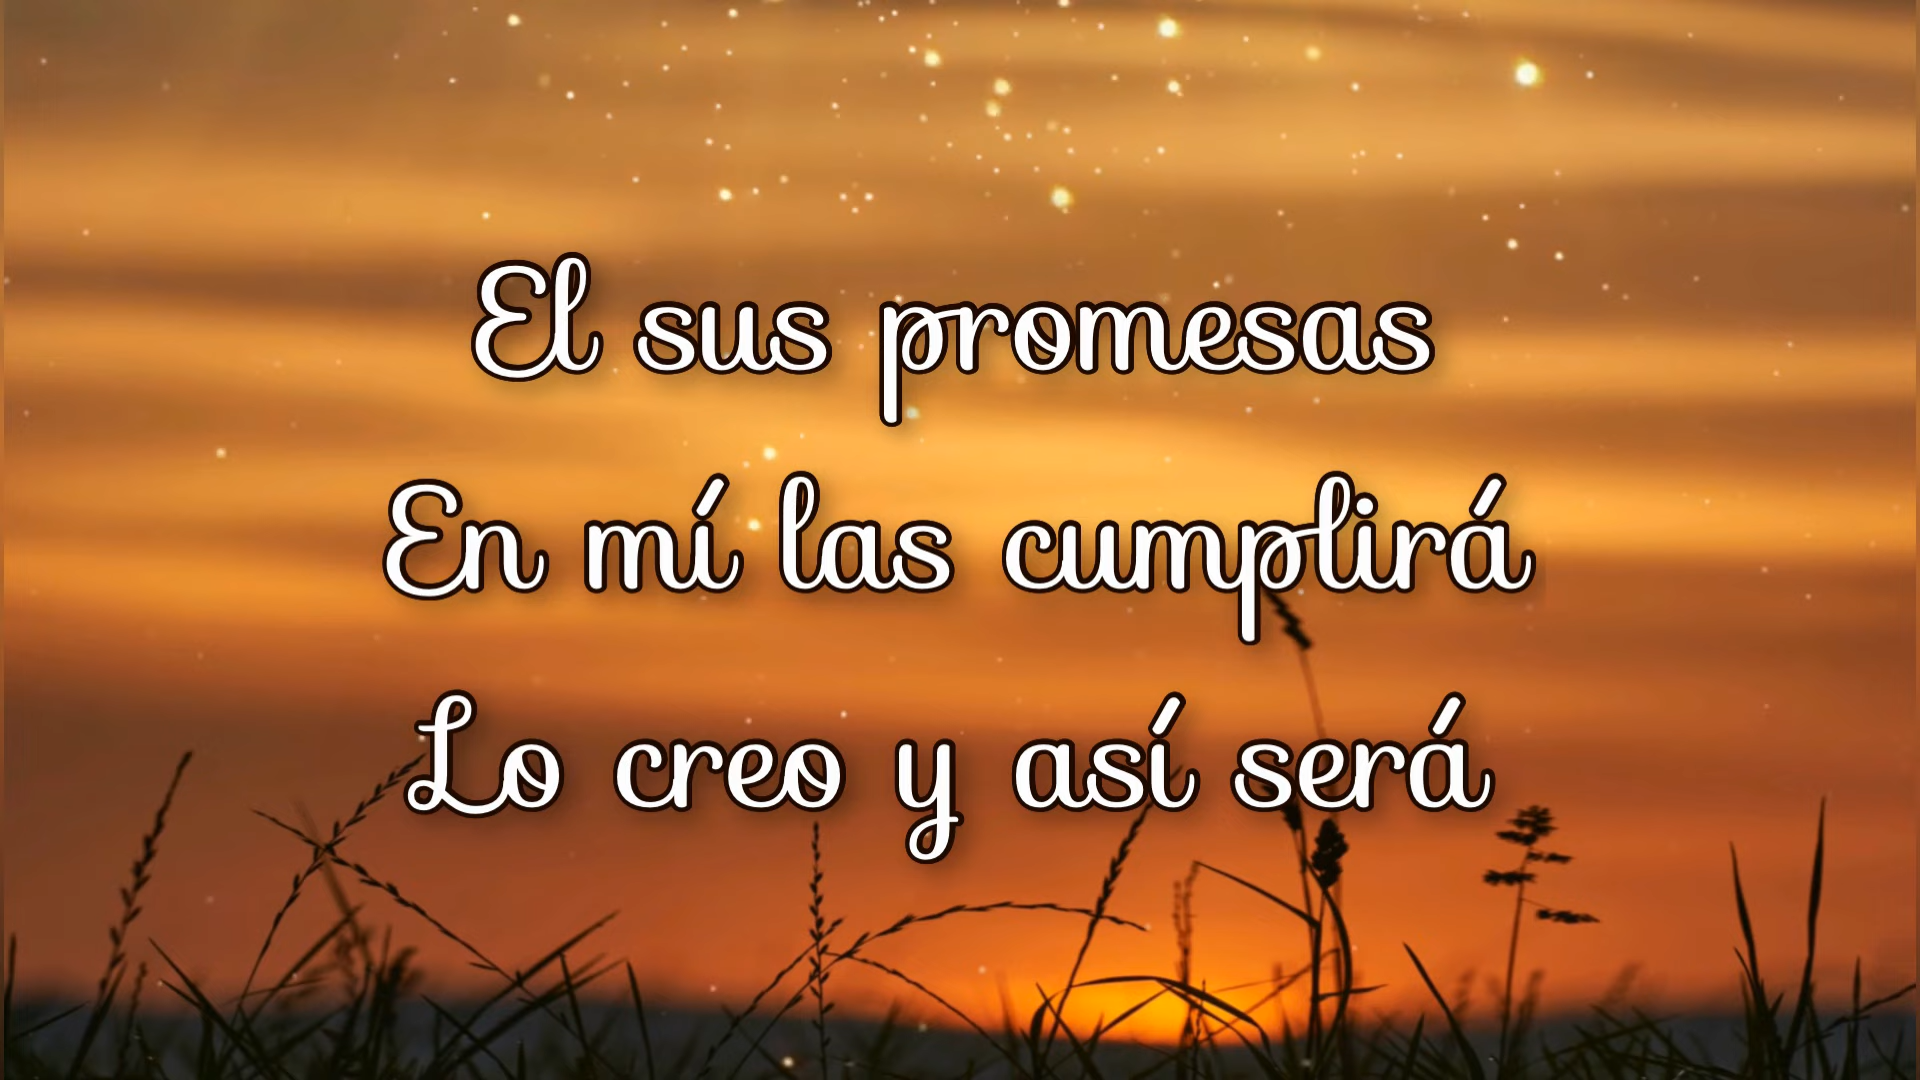 El sus promesas
En mí las cumplirá
Lo creo y así será